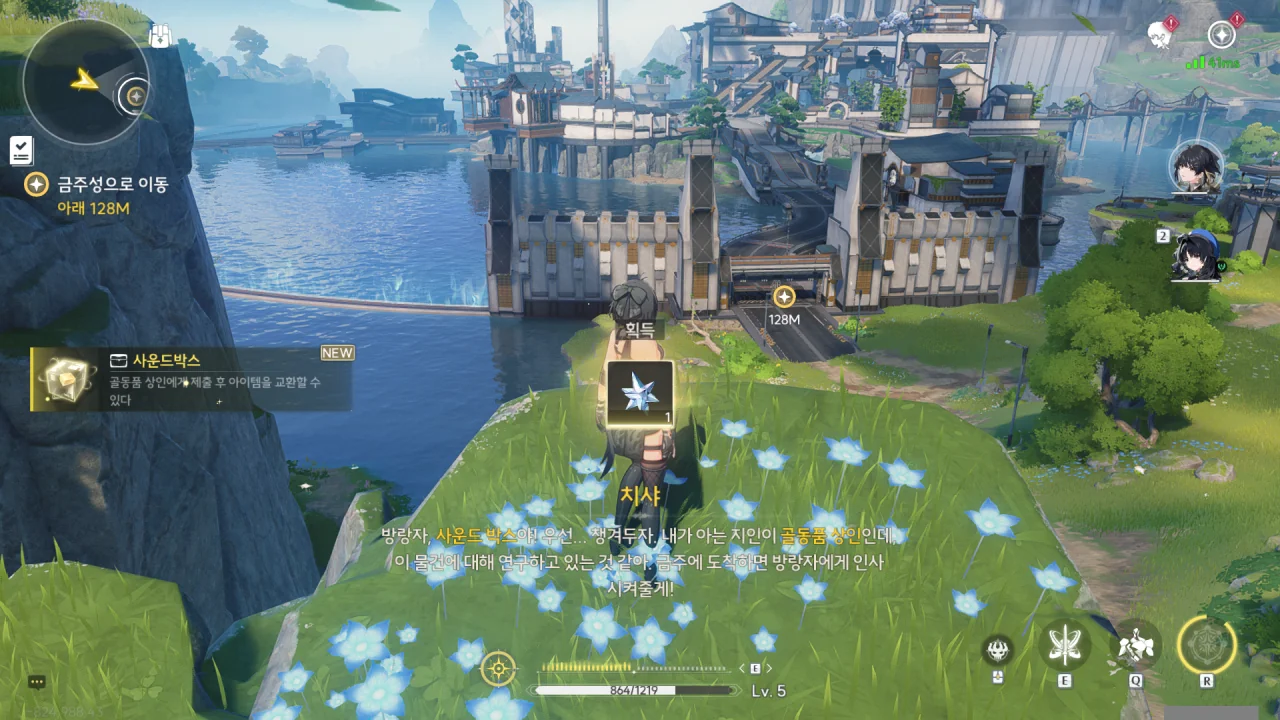 41ms
금주성으로 이동
아래 128M
2
128M
획득
NEW
사운드박스
골동품 상인에게 제출 후 아이템을 교환할 수
있다
1
치샤
방랑자, 사운드 박스야! 우선... 챙겨두자, 내가 아는 지인이 골동품 상인인데,
이 물건에 대해 연구하고 있는 것 같아. 금주에 도착하면 방랑자에게 인사
시켜줄게!
E
864/1219
Lv. 5
E
Q
R